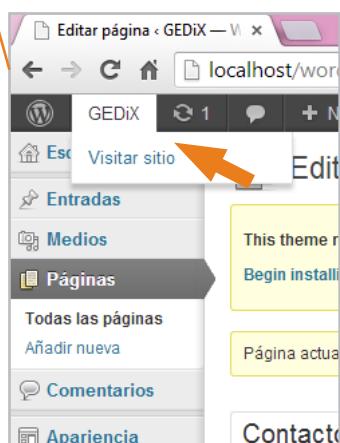 Editar página ‹ GEDiX — W
localhost/wor
GEDiX 1 + N
Esc
Visitar sitio
Edit
Entradas
Medios
This theme r
Begin installi
Páginas
Todas las páginas
Añadir nueva
Página actua
Comentarios
Apariencia
Contacto